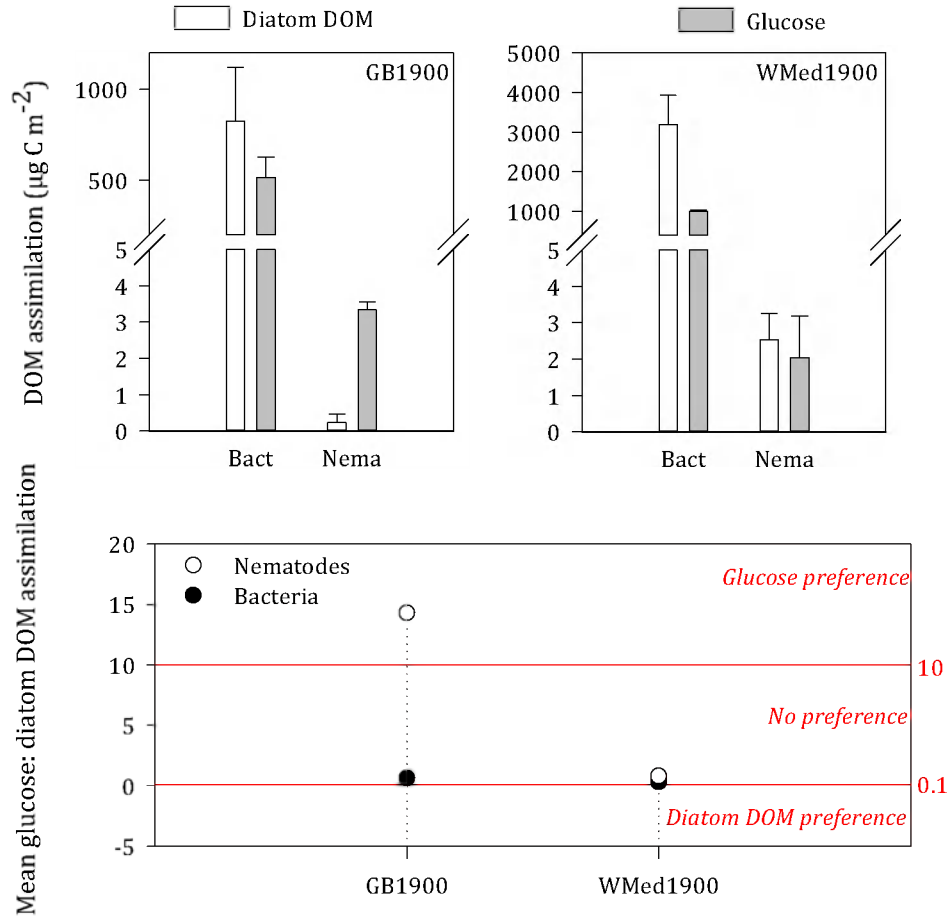 Diatom DOM
Glucose
DOM assimilation (µg C m-2)
GB1900
1000
500
5
4
3
2
1
0
Bact Nema
WMed1900
5000
4000
3000
2000
1000
5
4
3
2
1
0
Bact Nema
Mean glucose: diatom DOM assimilation
20
15
10
5
0
-5
Nematodes
Bacteria
Glucose preference
10
No preference
0.1
Diatom DOM preference
GB1900 WMed1900